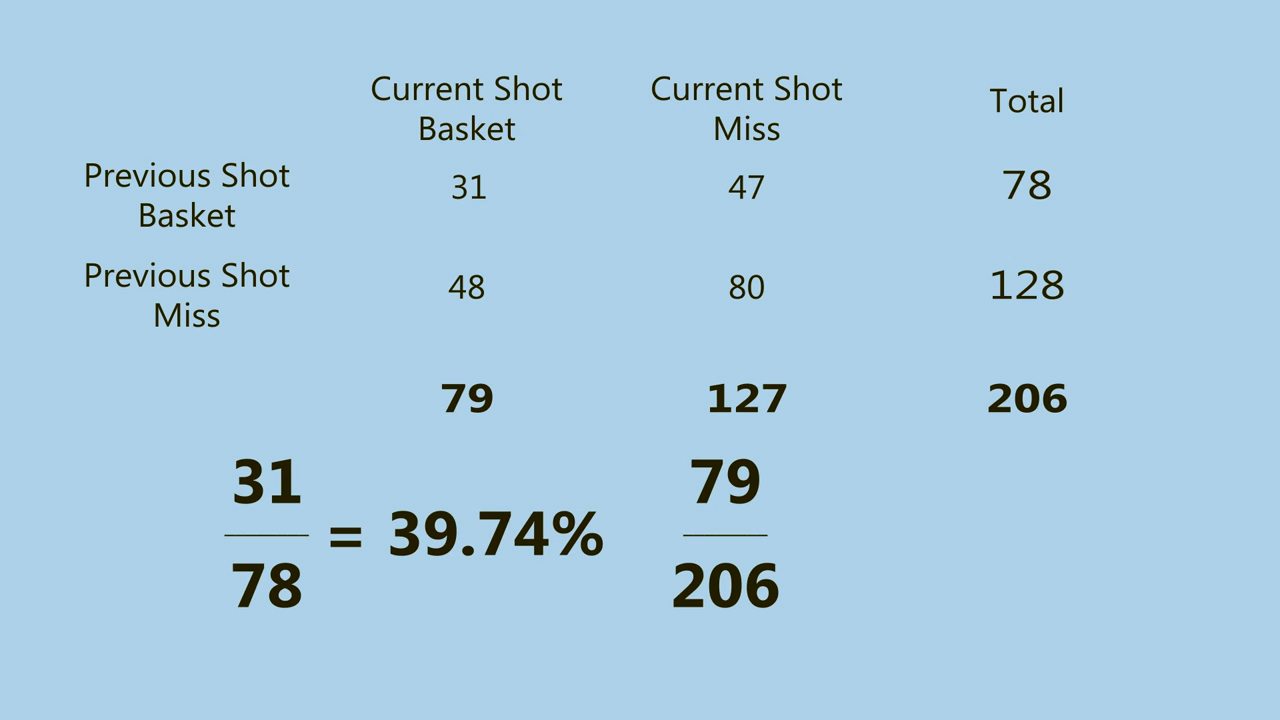 Current Shot Current Shot Total
Basket Miss
Previous Shot 31 47 78
Basket
Previous Shot 48 80 128
Miss
79 127 206
31 79
= 39.74%
78 206